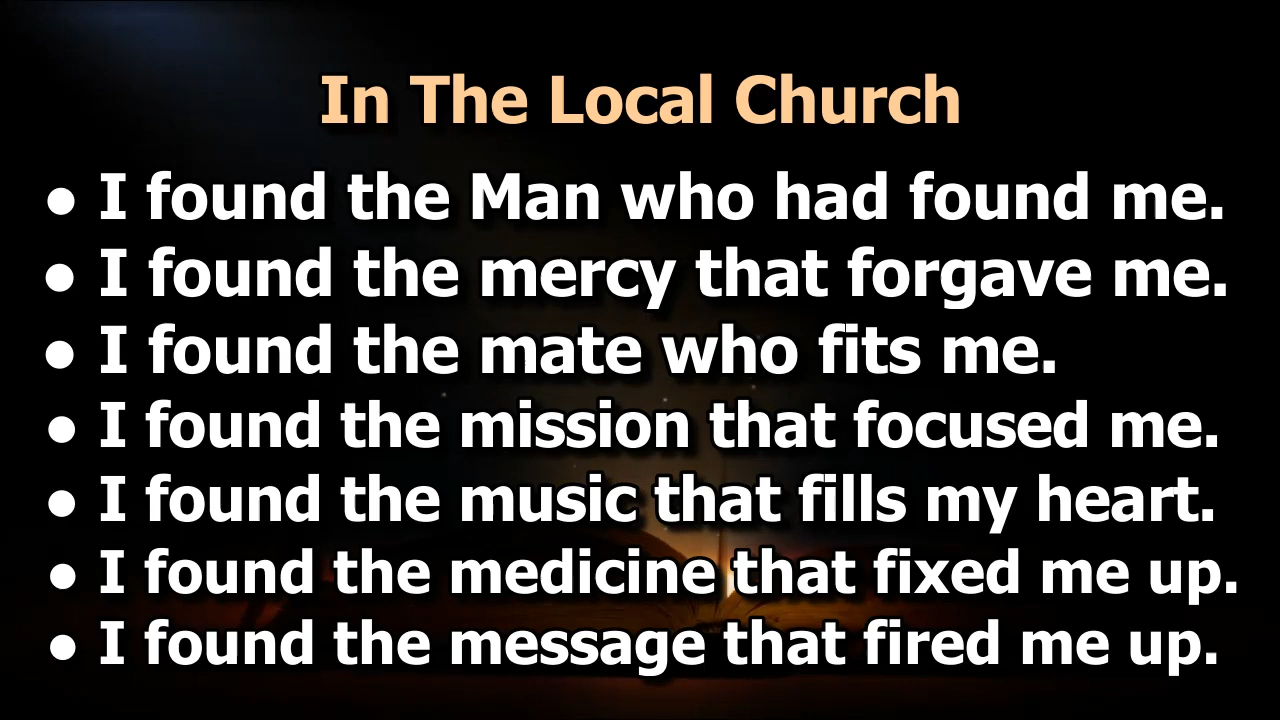 In The Local Church
● I found the Man who had found me.
● I found the mercy that forgave me.
● I found the mate who fits me.
● I found the mission that focused me.
● I found the music that fills my heart.
● I found the medicine that fixed me up.
● I found the message that fired me up.